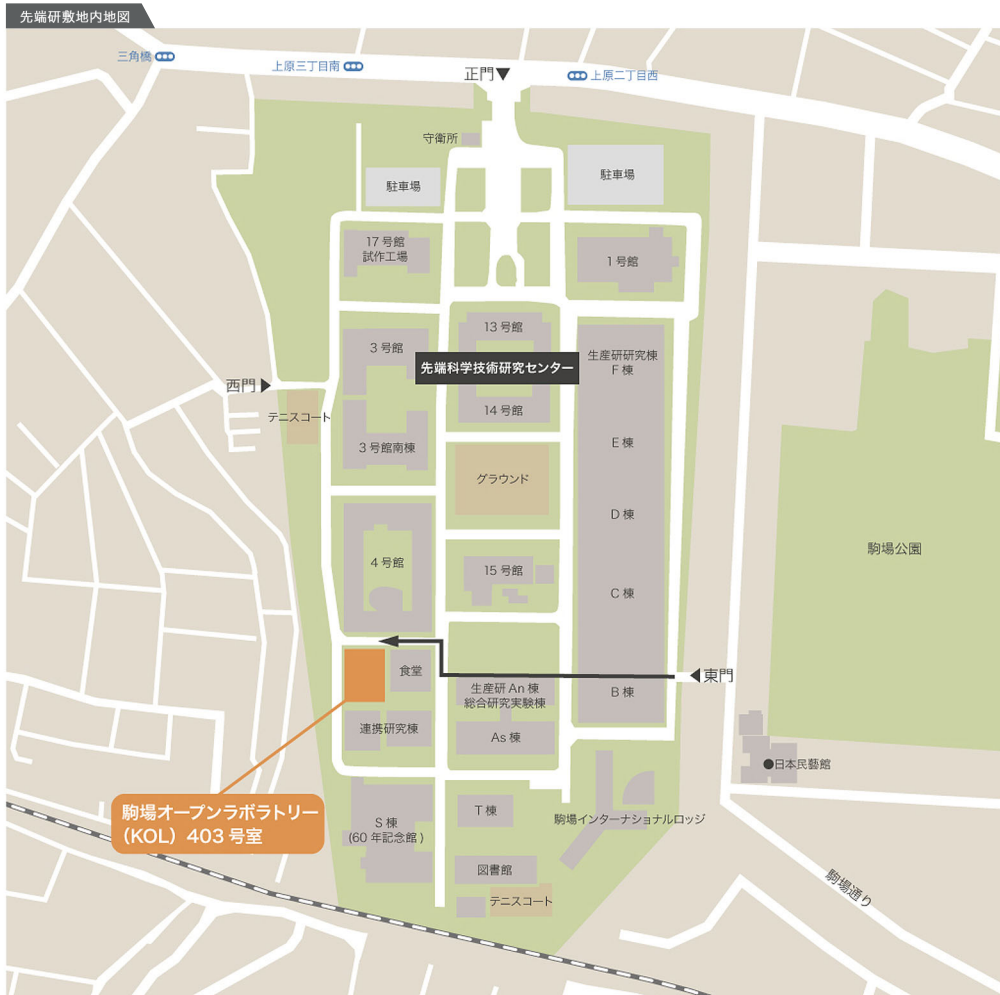 先端研敷地内地図
三角橋
上原三丁目南
正門▼
上原二丁目西
守衛所
駐車場
駐車場
17号館
試作工場
1号館
13号館
3号館
先端科学技術研究センター
生産研研究棟
F棟
西門▶
14号館
テニスコート
3号館南棟
E棟
グラウンド
D棟
駒場公園
4号館
15号館
C棟
食堂
◀東門
生産研An棟
総合研究実験棟
B棟
連携研究棟
As棟
●日本民藝館
駒場オープンラボラトリー
(KOL) 403号室
S棟
(60年記念館)
T棟
駒場インターナショナルロッジ
図書館
駒場通り
テニスコート